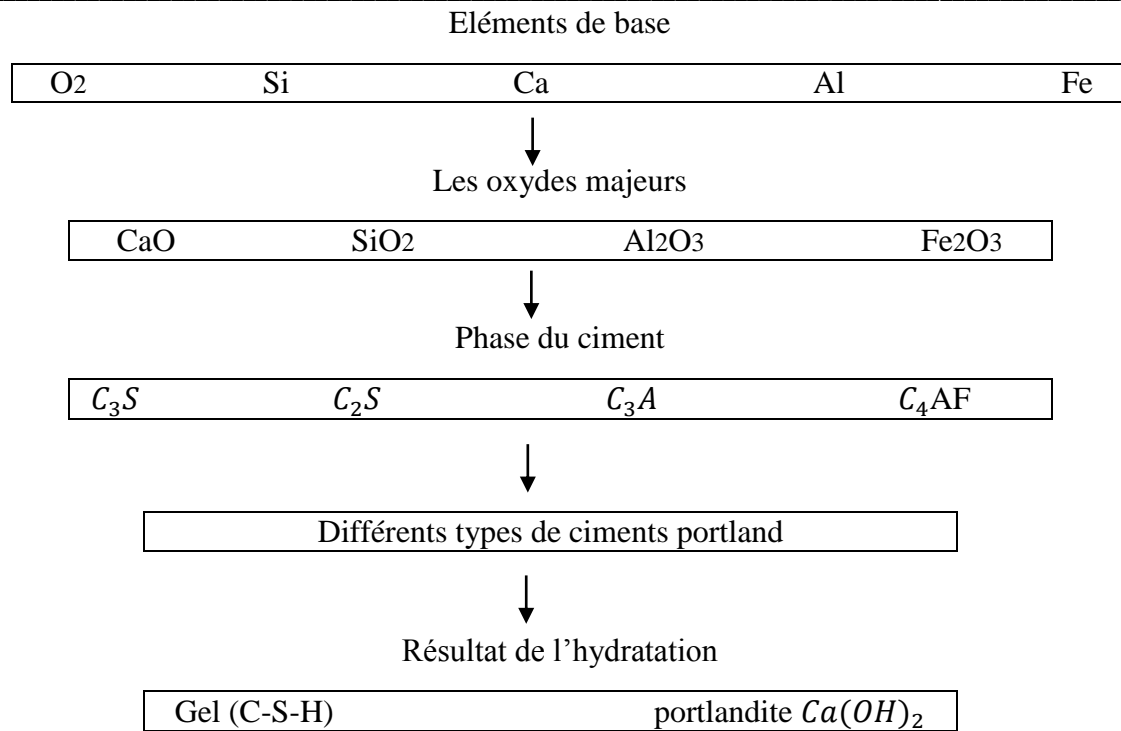 Eléments de base
O2 Si Ca Al Fe
Les oxydes majeurs
CaO SiO2 Al2O3 Fe2O3
Phase du ciment
C₃S C₂S C₃A C₄AF
Différents types de ciments portland
Résultat de l’hydratation
Gel (C-S-H) portlandite Ca(OH)₂